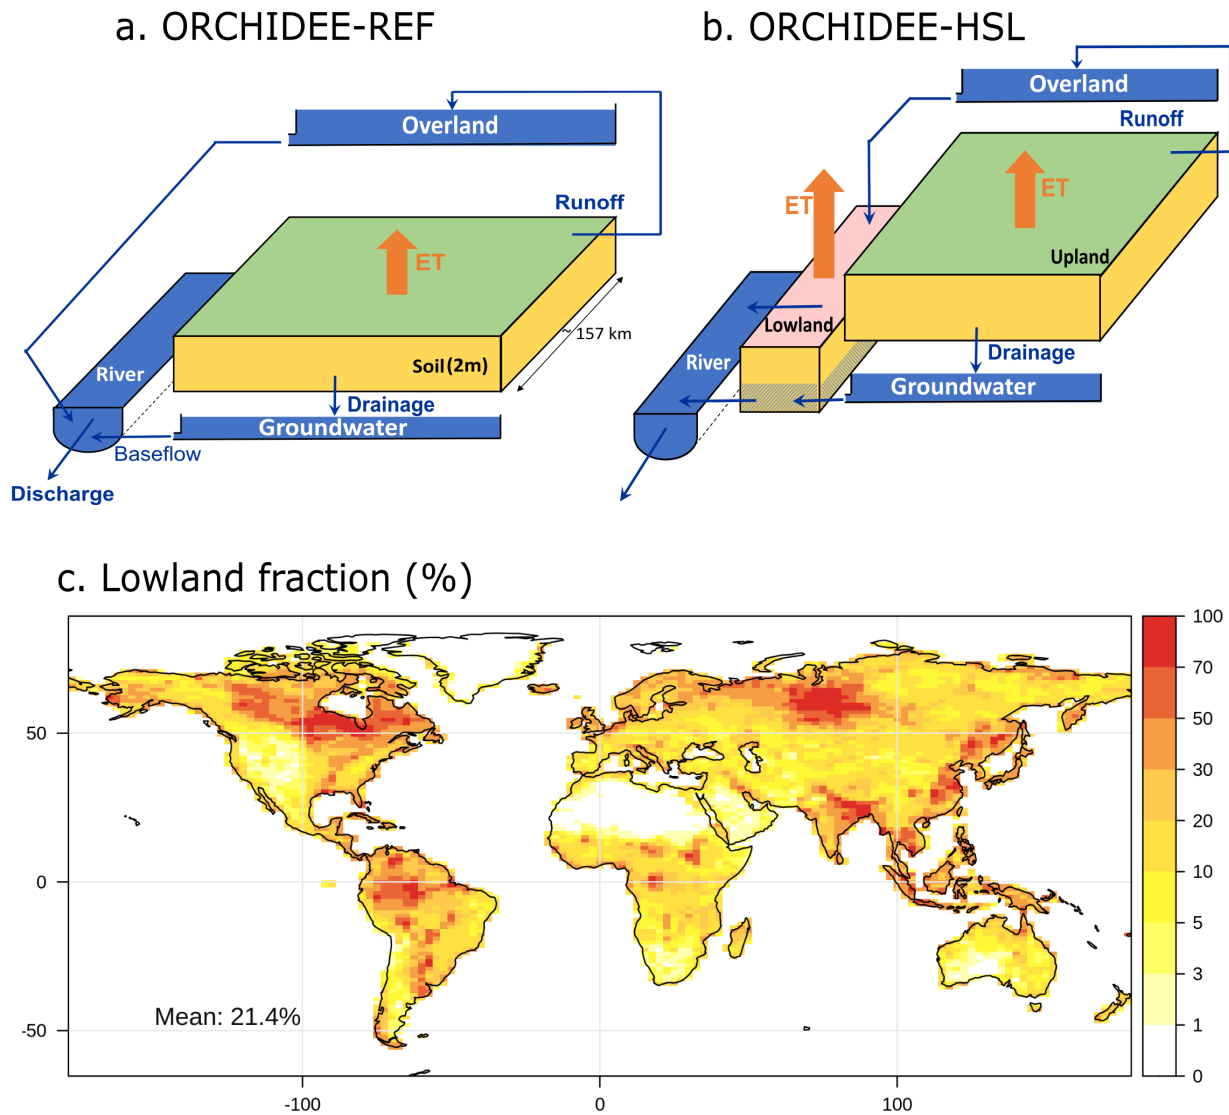 a. ORCHIDEE-REF
Overland
Runoff
ET
~ 157 km
Soil (2m)
River
Drainage
Groundwater
Baseflow
Discharge
b. ORCHIDEE-HSL
Overland
Runoff
ET
ET
Upland
Lowland
River
Drainage
Groundwater
c. Lowland fraction (%)
50
0
-50
-100
0
100
Mean: 21.4%
100
70
50
30
20
10
5
3
1
0